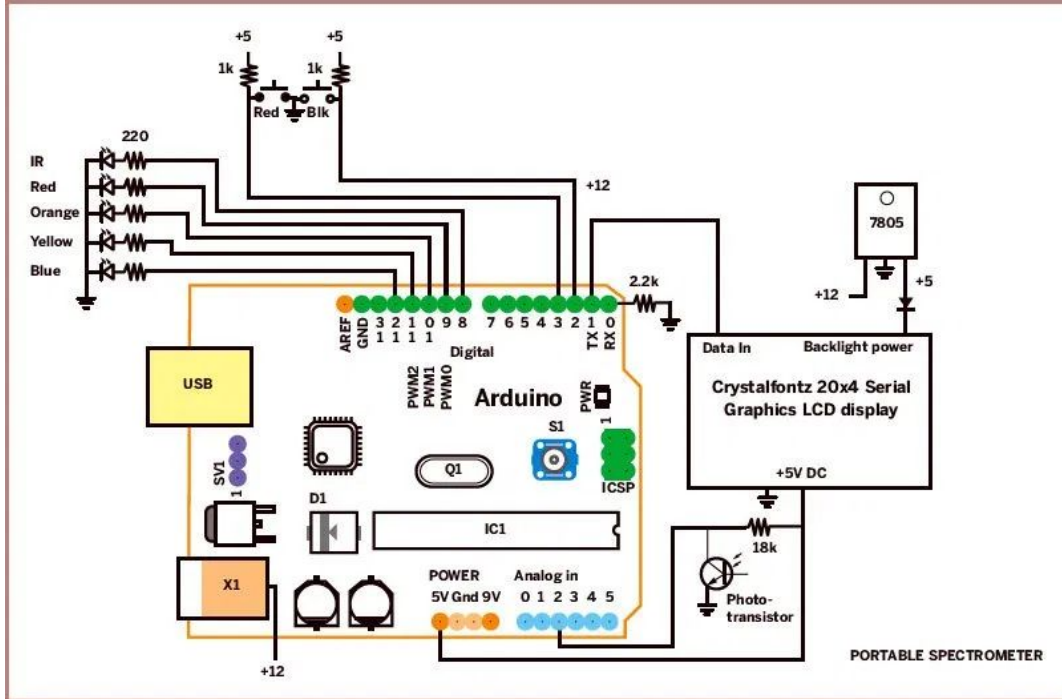 +5 +5
1k 1k
Red Blk
220
IR
Red
Orange
Yellow
Blue
+12
7805
+12 +5
2.2k
AREF
GND
13
12
11
10
9
8
7
6
5
4
3
2
TX 1
RX 0
Digital
PWM2
PWM1
PWM0
Arduino
PWR
1
ICSP
S1
USB
SV1
1
Q1
D1
IC1
X1
+12
POWER
5V Gnd 9V
Analog in
0 1 2 3 4 5
Data In Backlight power
Crystalfontz 20x4 Serial
Graphics LCD display
+5V DC
18k
Photo-
transistor
PORTABLE SPECTROMETER